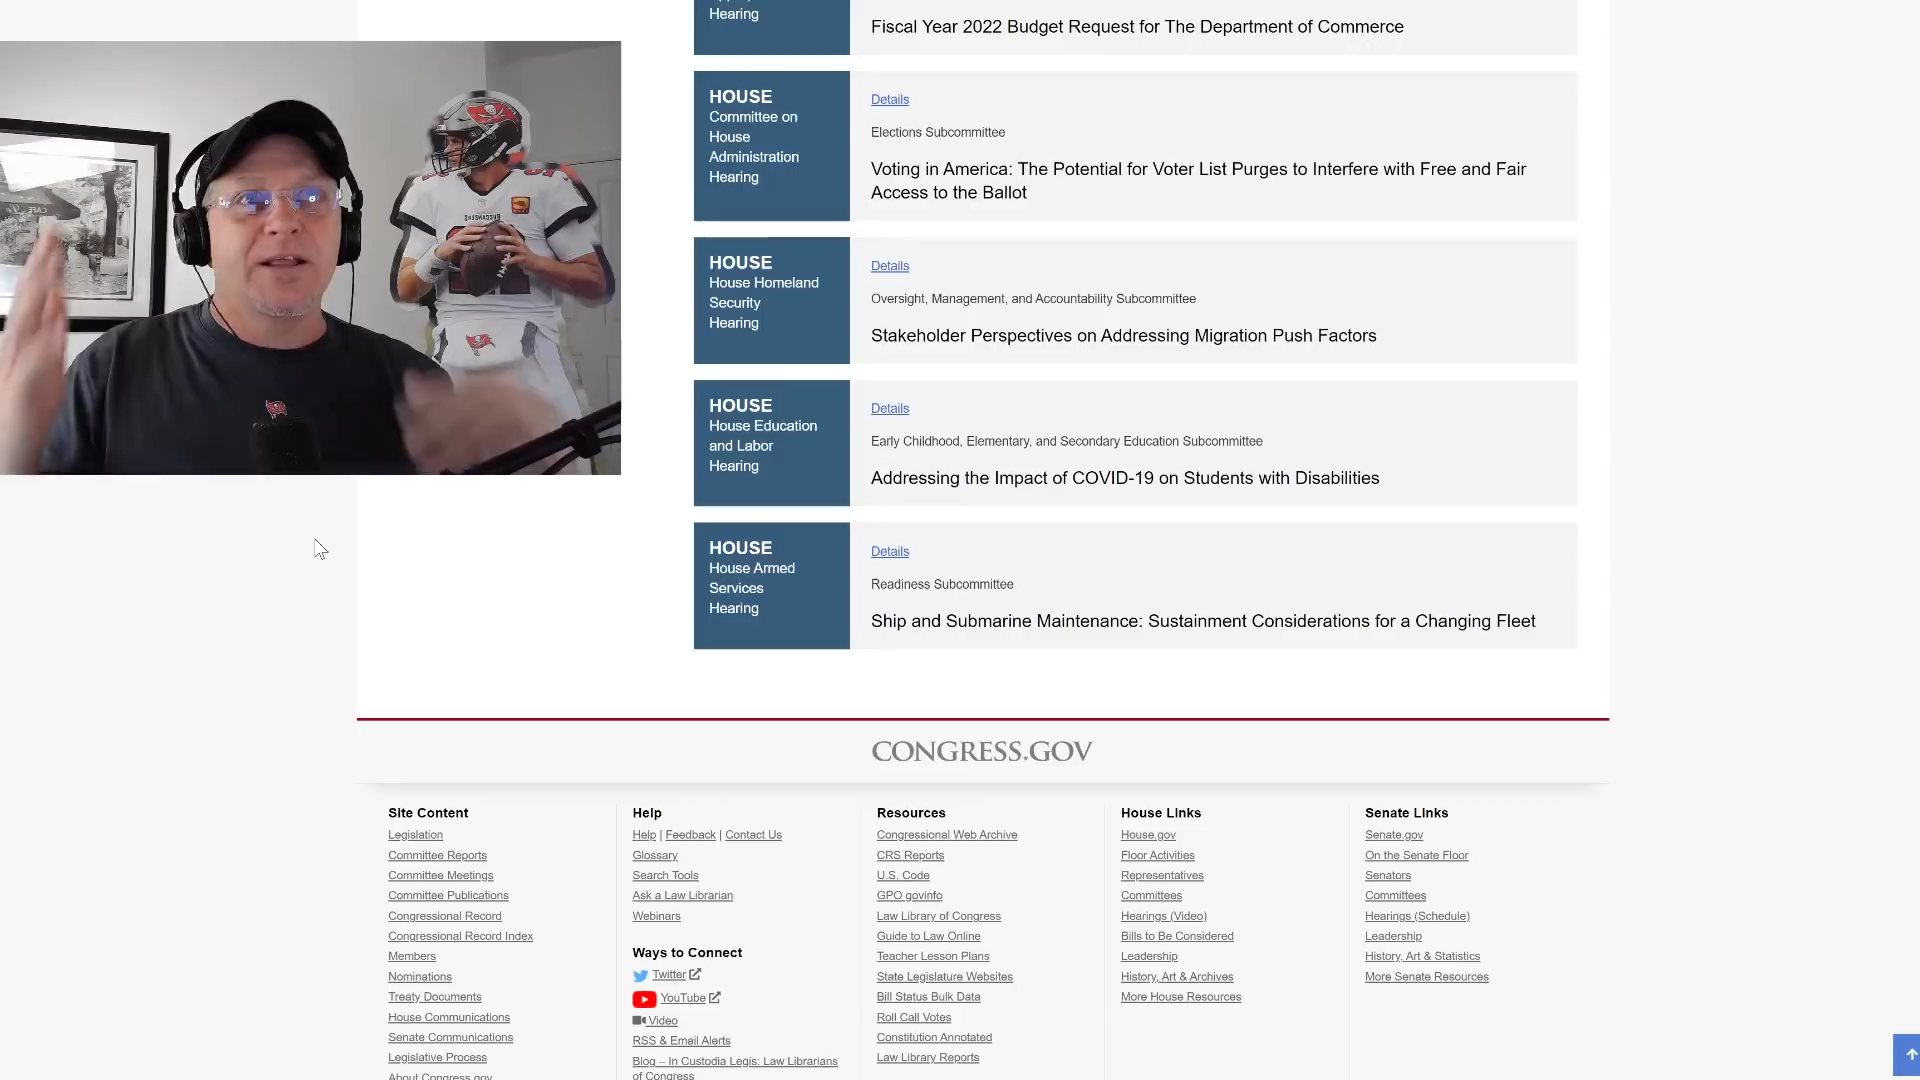 Hearing
Fiscal Year 2022 Budget Request for The Department of Commerce
HOUSE
Committee on
House
Administration
Hearing
Details
Elections Subcommittee
Voting in America: The Potential for Voter List Purges to Interfere with Free and Fair
Access to the Ballot
HOUSE
House Homeland
Security
Hearing
Details
Oversight, Management, and Accountability Subcommittee
Stakeholder Perspectives on Addressing Migration Push Factors
HOUSE
House Education
and Labor
Hearing
Details
Early Childhood, Elementary, and Secondary Education Subcommittee
Addressing the Impact of COVID-19 on Students with Disabilities
HOUSE
House Armed
Services
Hearing
Details
Readiness Subcommittee
Ship and Submarine Maintenance: Sustainment Considerations for a Changing Fleet
CONGRESS.GOV
Site Content
Legislation
Committee Reports
Committee Meetings
Committee Publications
Congressional Record
Congressional Record Index
Members
Nominations
Treaty Documents
House Communications
Senate Communications
Legislative Process
About Congress.gov
Help
Help | Feedback | Contact Us
Glossary
Search Tools
Ask a Law Librarian
Webinars
Ways to Connect
Twitter
YouTube
Video
RSS & Email Alerts
Blog – In Custodia Legis: Law Librarians
of Congress
Resources
Congressional Web Archive
CRS Reports
U.S. Code
GPO govinfo
Law Library of Congress
Guide to Law Online
Teacher Lesson Plans
State Legislature Websites
Bill Status Bulk Data
Roll Call Votes
Constitution Annotated
Law Library Reports
House Links
House.gov
Floor Activities
Representatives
Committees
Hearings (Video)
Bills to Be Considered
Leadership
History, Art & Archives
More House Resources
Senate Links
Senate.gov
On the Senate Floor
Senators
Committees
Hearings (Schedule)
Leadership
History, Art & Statistics
More Senate Resources